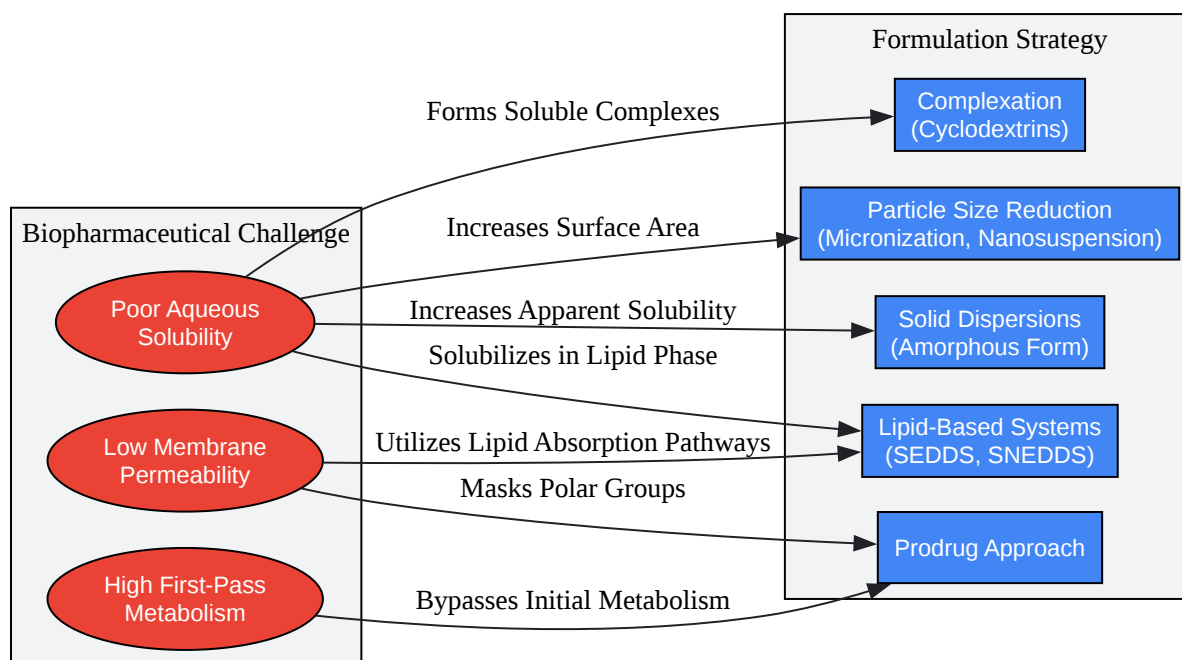 Biopharmaceutical Challenge
Poor Aqueous
Solubility
Low Membrane
Permeability
High First-Pass
Metabolism
Forms Soluble Complexes
Increases Surface Area
Increases Apparent Solubility
Solubilizes in Lipid Phase
Utilizes Lipid Absorption Pathways
Masks Polar Groups
Bypasses Initial Metabolism
Formulation Strategy
Complexation
(Cyclodextrins)
Particle Size Reduction
(Micronization, Nanosuspension)
Solid Dispersions
(Amorphous Form)
Lipid-Based Systems
(SEDDS, SNEDDS)
Prodrug Approach